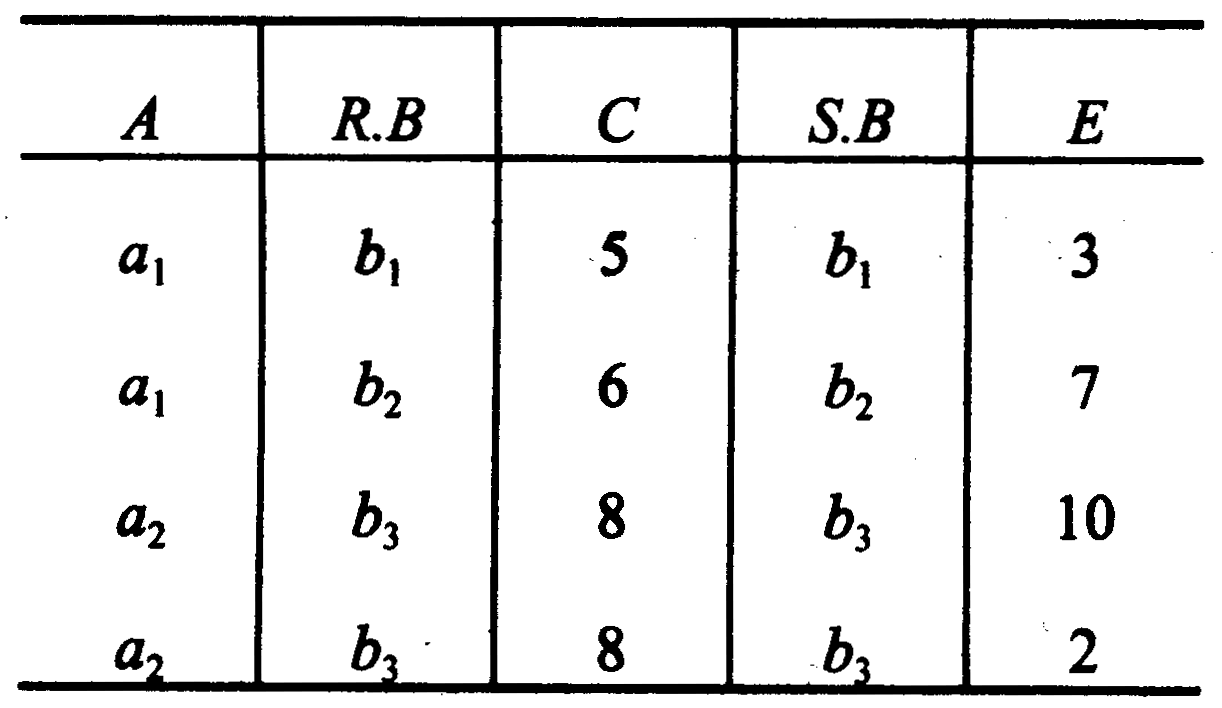 A R.B C S.B E
a₁ b₁ 5 b₁ 3
a₁ b₂ 6 b₂ 7
a₂ b₃ 8 b₃ 10
a₂ b₃ 8 b₃ 2